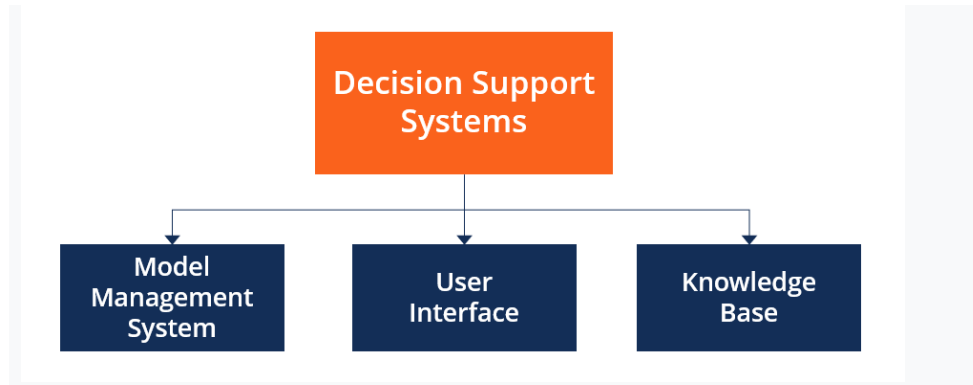 Decision Support
Systems
Model
Management
System
User
Interface
Knowledge
Base